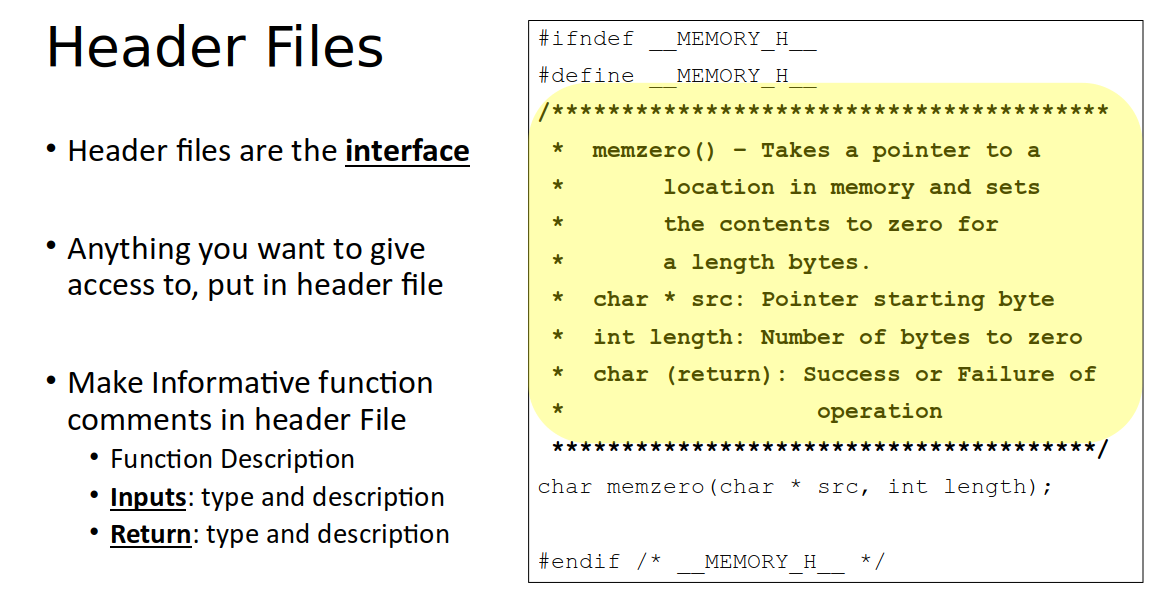 Header Files
• Header files are the interface
• Anything you want to give
access to, put in header file
• Make Informative function
comments in header File
• Function Description
• Inputs: type and description
• Return: type and description
#ifndef __MEMORY_H__
#define __MEMORY_H__
/****************************************
 *  memzero() – Takes a pointer to a
 *       location in memory and sets
 *       the contents to zero for
 *       a length bytes.
 *  char * src: Pointer starting byte
 *  int length: Number of bytes to zero
 *  char (return): Success or Failure of
 *                  operation
 ***************************************/
char memzero(char * src, int length);
#endif /* __MEMORY_H__ */